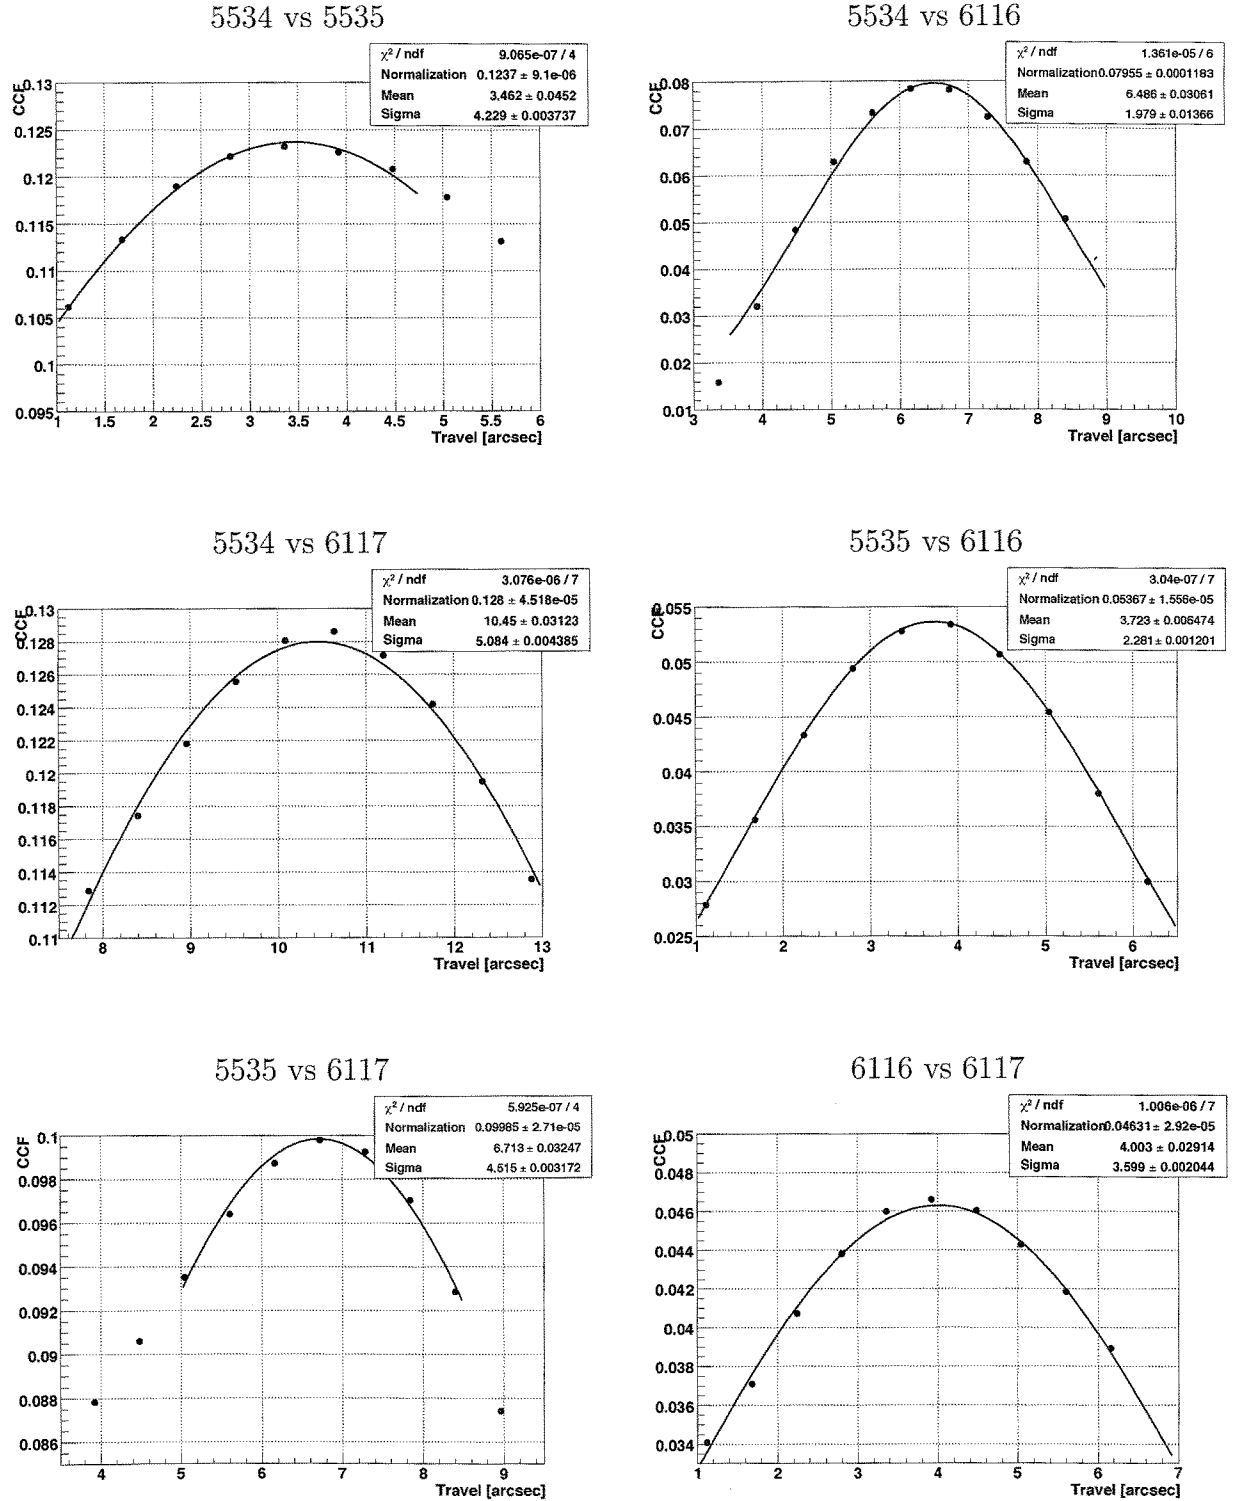 5534 vs 5535
χ² / ndf 9.065e-07 / 4
Normalization 0.1237 ± 9.1e-06
Mean 3.462 ± 0.0452
Sigma 4.229 ± 0.003737
CCF
0.13
0.125
0.12
0.115
0.11
0.105
0.1
0.095
1 1.5 2 2.5 3 3.5 4 4.5 5 5.5 6
Travel [arcsec]
5534 vs 6116
χ² / ndf 1.361e-05 / 6
Normalization 0.07955 ± 0.0001183
Mean 6.486 ± 0.03061
Sigma 1.979 ± 0.01366
CCF
0.08
0.07
0.06
0.05
0.04
0.03
0.02
0.01
3 4 5 6 7 8 9 10
Travel [arcsec]
5534 vs 6117
χ² / ndf 3.076e-06 / 7
Normalization 0.128 ± 4.518e-05
Mean 10.45 ± 0.03123
Sigma 5.084 ± 0.004385
CCF
0.13
0.128
0.126
0.124
0.122
0.12
0.118
0.116
0.114
0.112
0.11
8 9 10 11 12 13
Travel [arcsec]
5535 vs 6116
χ² / ndf 3.04e-07 / 7
Normalization 0.05367 ± 1.556e-05
Mean 3.723 ± 0.006474
Sigma 2.281 ± 0.001201
CCF
0.055
0.05
0.045
0.04
0.035
0.03
0.025
1 2 3 4 5 6
Travel [arcsec]
5535 vs 6117
χ² / ndf 5.925e-07 / 4
Normalization 0.09985 ± 2.71e-05
Mean 6.713 ± 0.03247
Sigma 4.515 ± 0.003172
CCF
0.1
0.098
0.096
0.094
0.092
0.09
0.088
0.086
4 5 6 7 8 9
Travel [arcsec]
6116 vs 6117
χ² / ndf 1.006e-06 / 7
Normalization 0.04631 ± 2.92e-05
Mean 4.003 ± 0.02914
Sigma 3.599 ± 0.002044
CCF
0.05
0.048
0.046
0.044
0.042
0.04
0.038
0.036
0.034
1 2 3 4 5 6 7
Travel [arcsec]